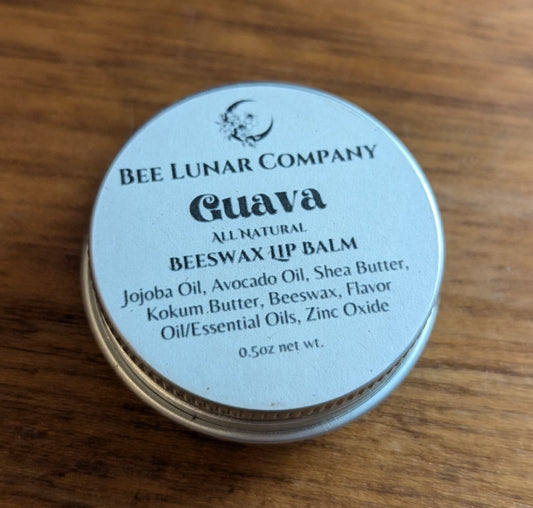 Bee Lunar Company
Guava
All Natural
Beeswax Lip Balm
Jojoba Oil, Avocado Oil, Shea Butter,
Kokum Butter, Beeswax, Flavor
Oil/Essential Oils, Zinc Oxide
0.5oz net wt.